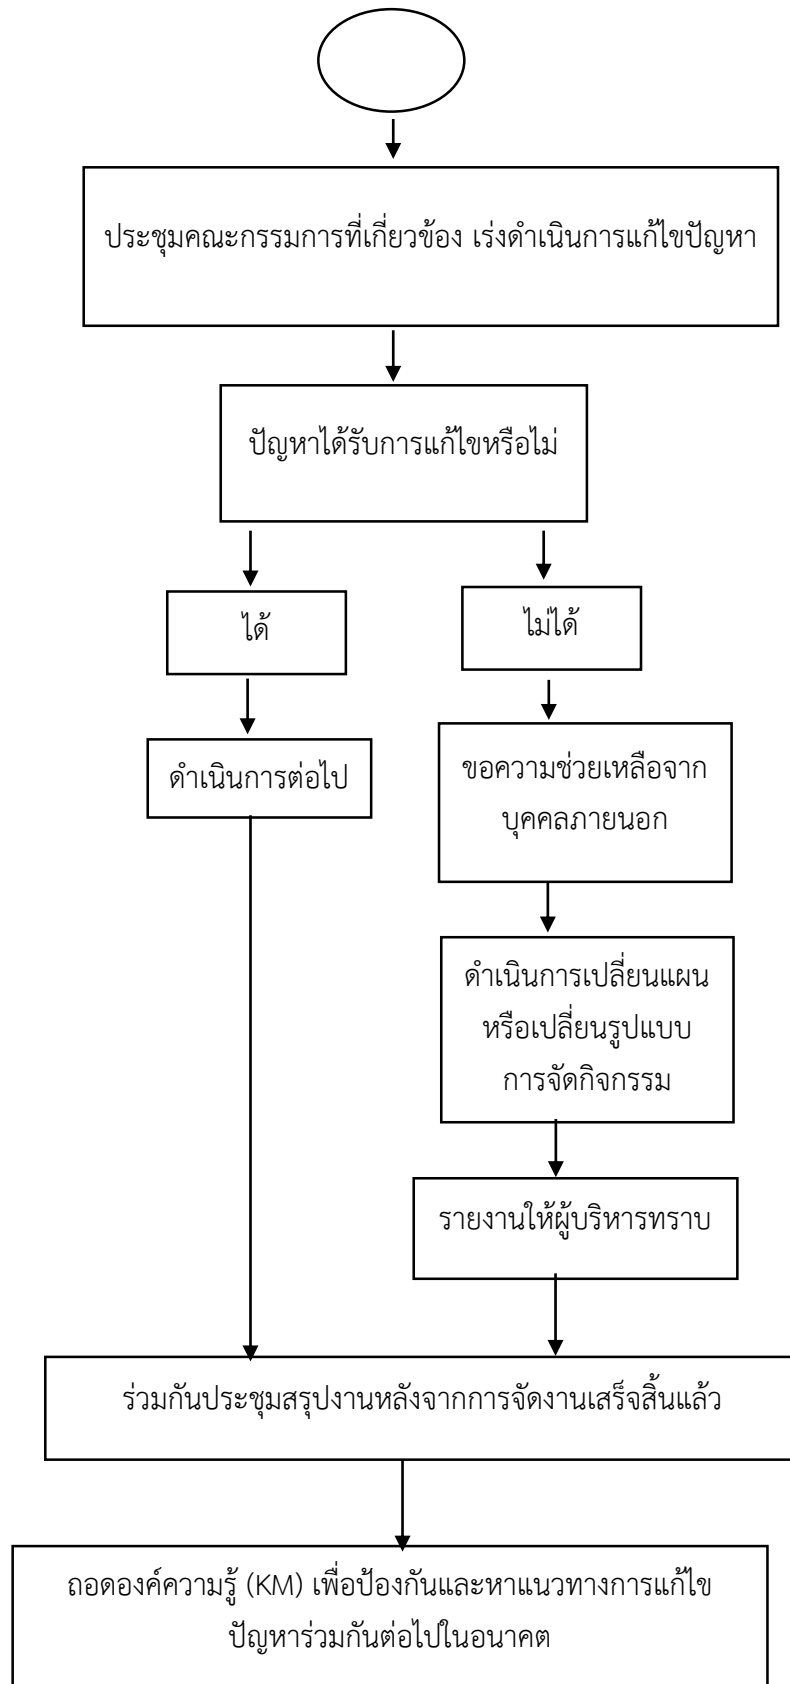 ประชุมคณะกรรมการที่เกี่ยวข้อง เร่งดำเนินการแก้ไขปัญหา
ปัญหาได้รับการแก้ไขหรือไม่
ได้
ไม่ได้
ดำเนินการต่อไป
ขอความช่วยเหลือจาก
บุคคลภายนอก
ดำเนินการเปลี่ยนแผน
หรือเปลี่ยนรูปแบบ
การจัดกิจกรรม
รายงานให้ผู้บริหารทราบ
ร่วมกันประชุมสรุปงานหลังจากการจัดงานเสร็จสิ้นแล้ว
ถอดองค์ความรู้ (KM) เพื่อป้องกันและหาแนวทางการแก้ไข
ปัญหาร่วมกันต่อไปในอนาคต